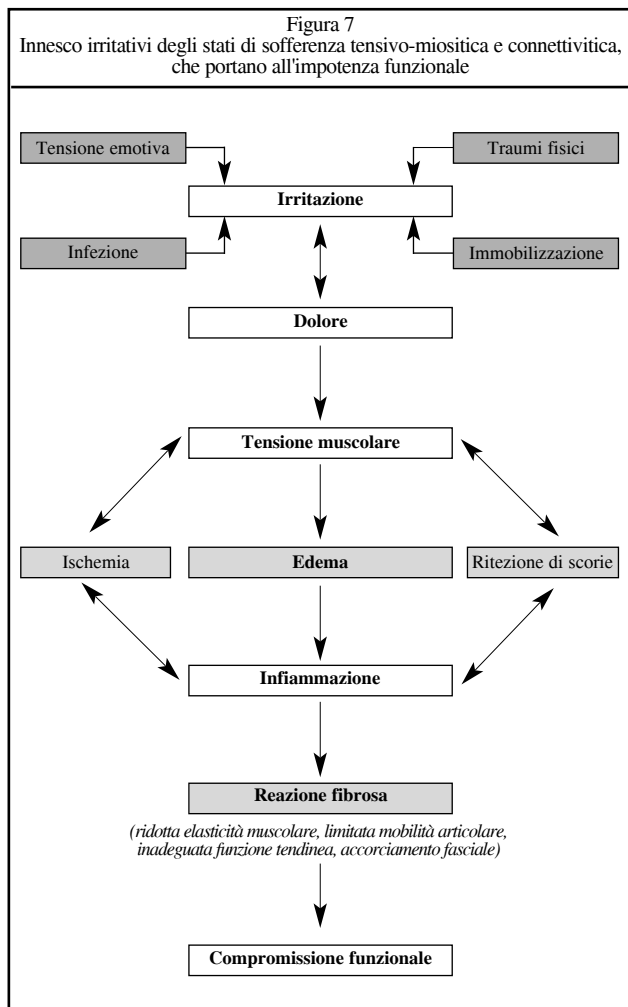 Figura 7
Innesco irritativi degli stati di sofferenza tensivo-miositica e connettivitica,
che portano all'impotenza funzionale
Tensione emotiva
Traumi fisici
Irritazione
Infezione
Immobilizzazione
Dolore
Tensione muscolare
Ischemia
Edema
Ritezione di scorie
Infiammazione
Reazione fibrosa
(ridotta elasticità muscolare, limitata mobilità articolare,
inadeguata funzione tendinea, accorciamento fasciale)
Compromissione funzionale